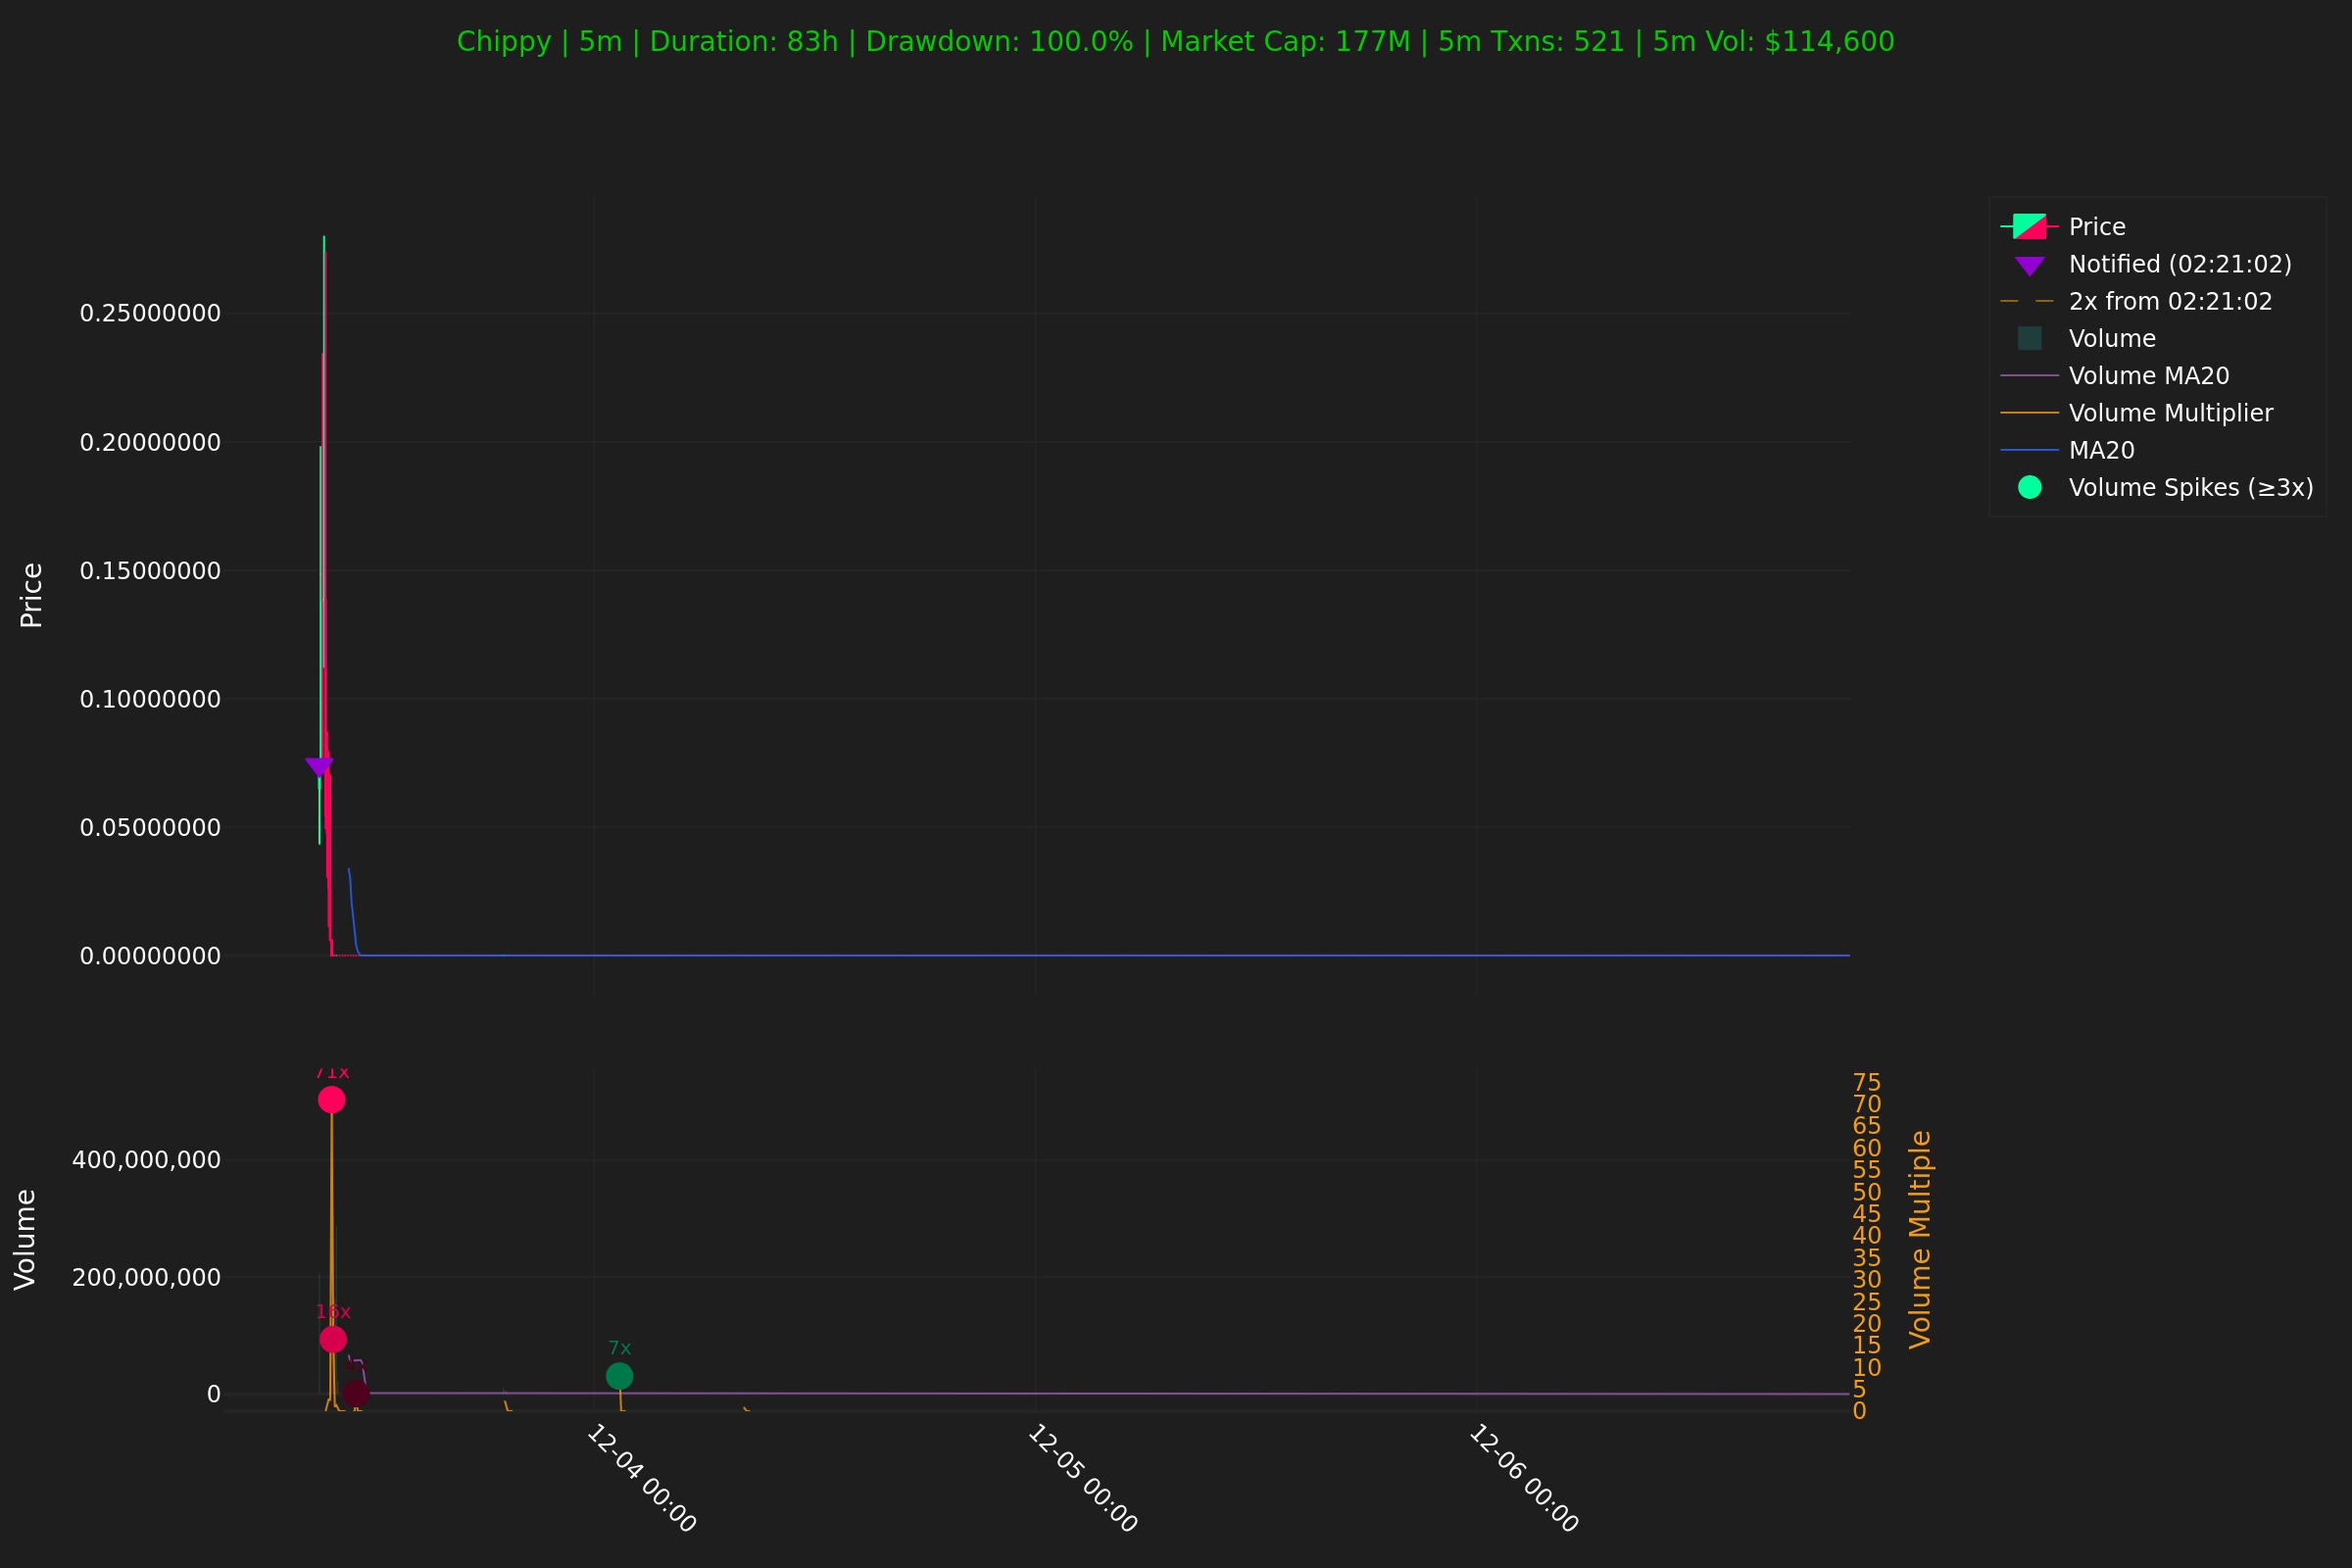 Chippy | 5m | Duration: 83h | Drawdown: 100.0% | Market Cap: 177M | 5m Txns: 521 | 5m Vol: $114,600
Price
Notified (02:21:02)
2x from 02:21:02
Volume
Volume MA20
Volume Multiplier
MA20
Volume Spikes (≥3x)
Price
0.25000000
0.20000000
0.15000000
0.10000000
0.05000000
0.00000000
Volume
400,000,000
200,000,000
0
71x
16x
7x
75
70
65
60
55
50
45
40
35
30
25
20
15
10
5
0
Volume Multiple
12-04 00:00
12-05 00:00
12-06 00:00